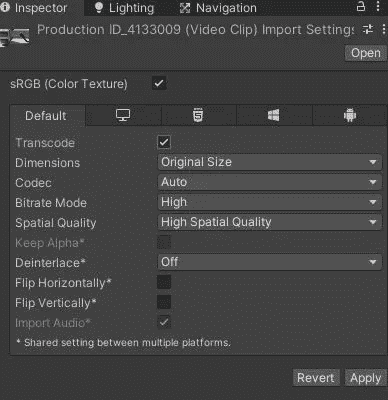 Inspector Lighting Navigation
Production ID_4133009 (Video Clip) Import Settings
Open
sRGB (Color Texture)
Default
Transcode
Dimensions Original Size
Codec Auto
Bitrate Mode High
Spatial Quality High Spatial Quality
Keep Alpha*
Deinterlace* Off
Flip Horizontally*
Flip Vertically*
Import Audio*
* Shared setting between multiple platforms.
Revert Apply